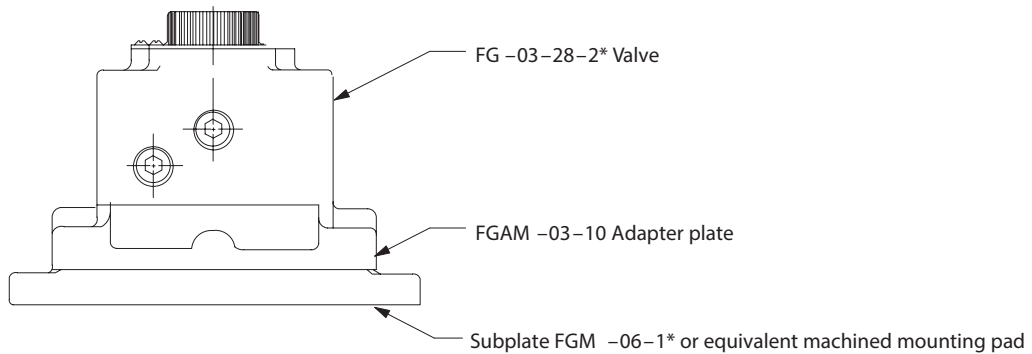 FG –03–28–2* Valve
FGAM –03–10 Adapter plate
Subplate FGM –06–1* or equivalent machined mounting pad